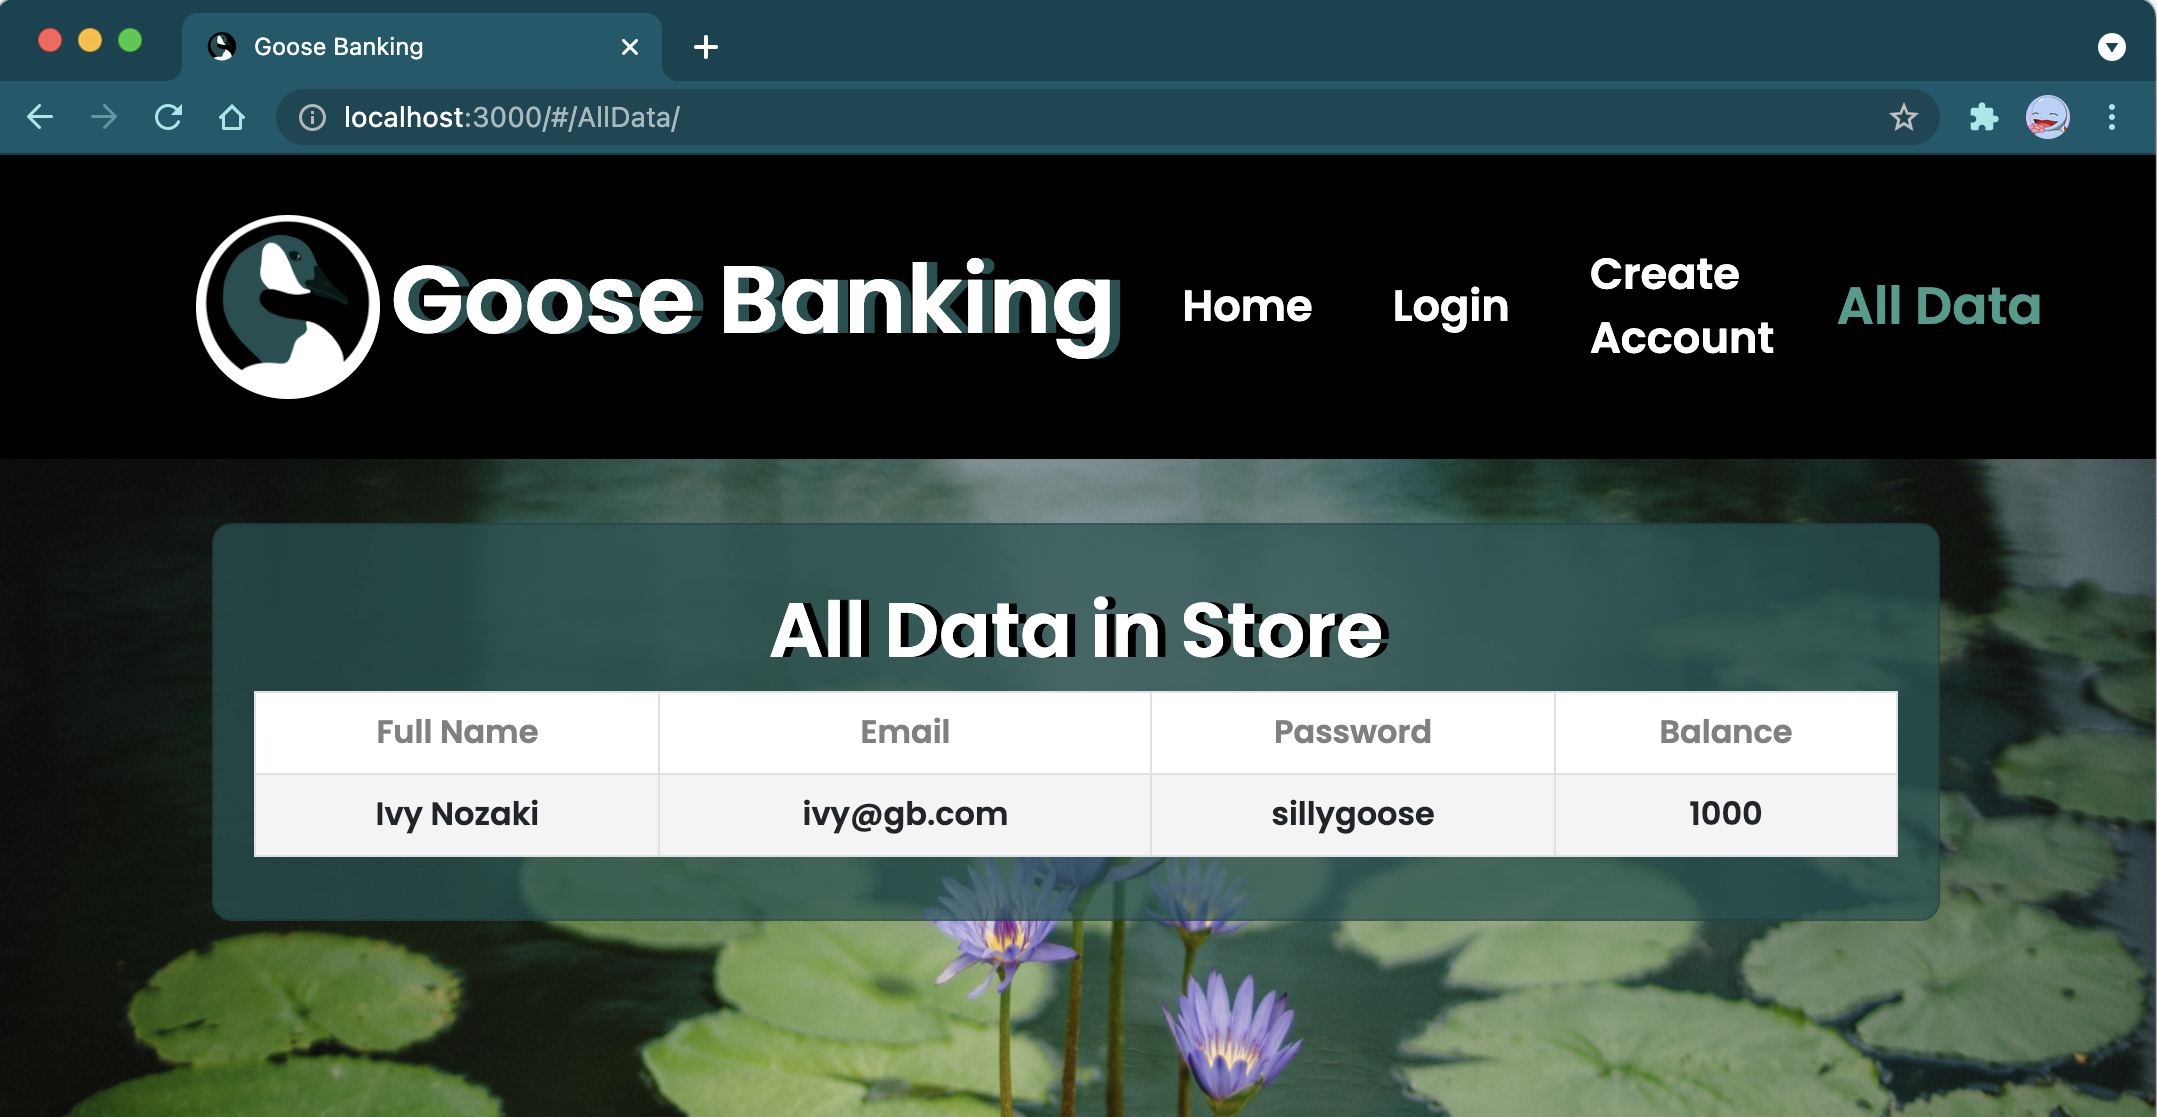 Goose Banking
localhost:3000/#/AllData/
Goose Banking
Home
Login
Create
Account
All Data
All Data in Store
Full Name Email Password Balance
Ivy Nozaki ivy@gb.com sillygoose 1000